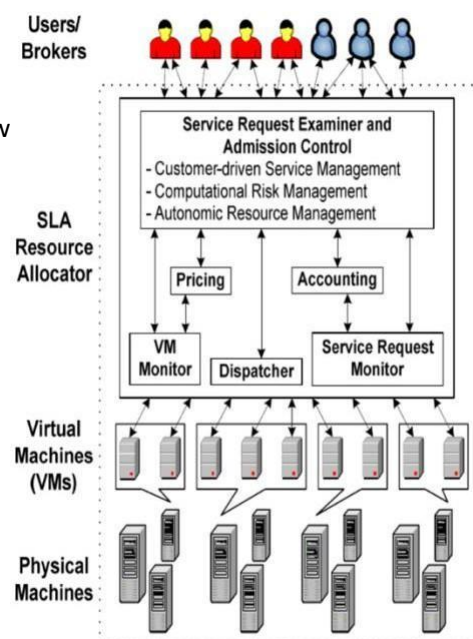 Users/
Brokers
v
Service Request Examiner and
Admission Control
- Customer-driven Service Management
- Computational Risk Management
- Autonomic Resource Management
SLA
Resource
Allocator
Pricing
Accounting
VM
Monitor
Dispatcher
Service Request
Monitor
Virtual
Machines
(VMs)
Physical
Machines